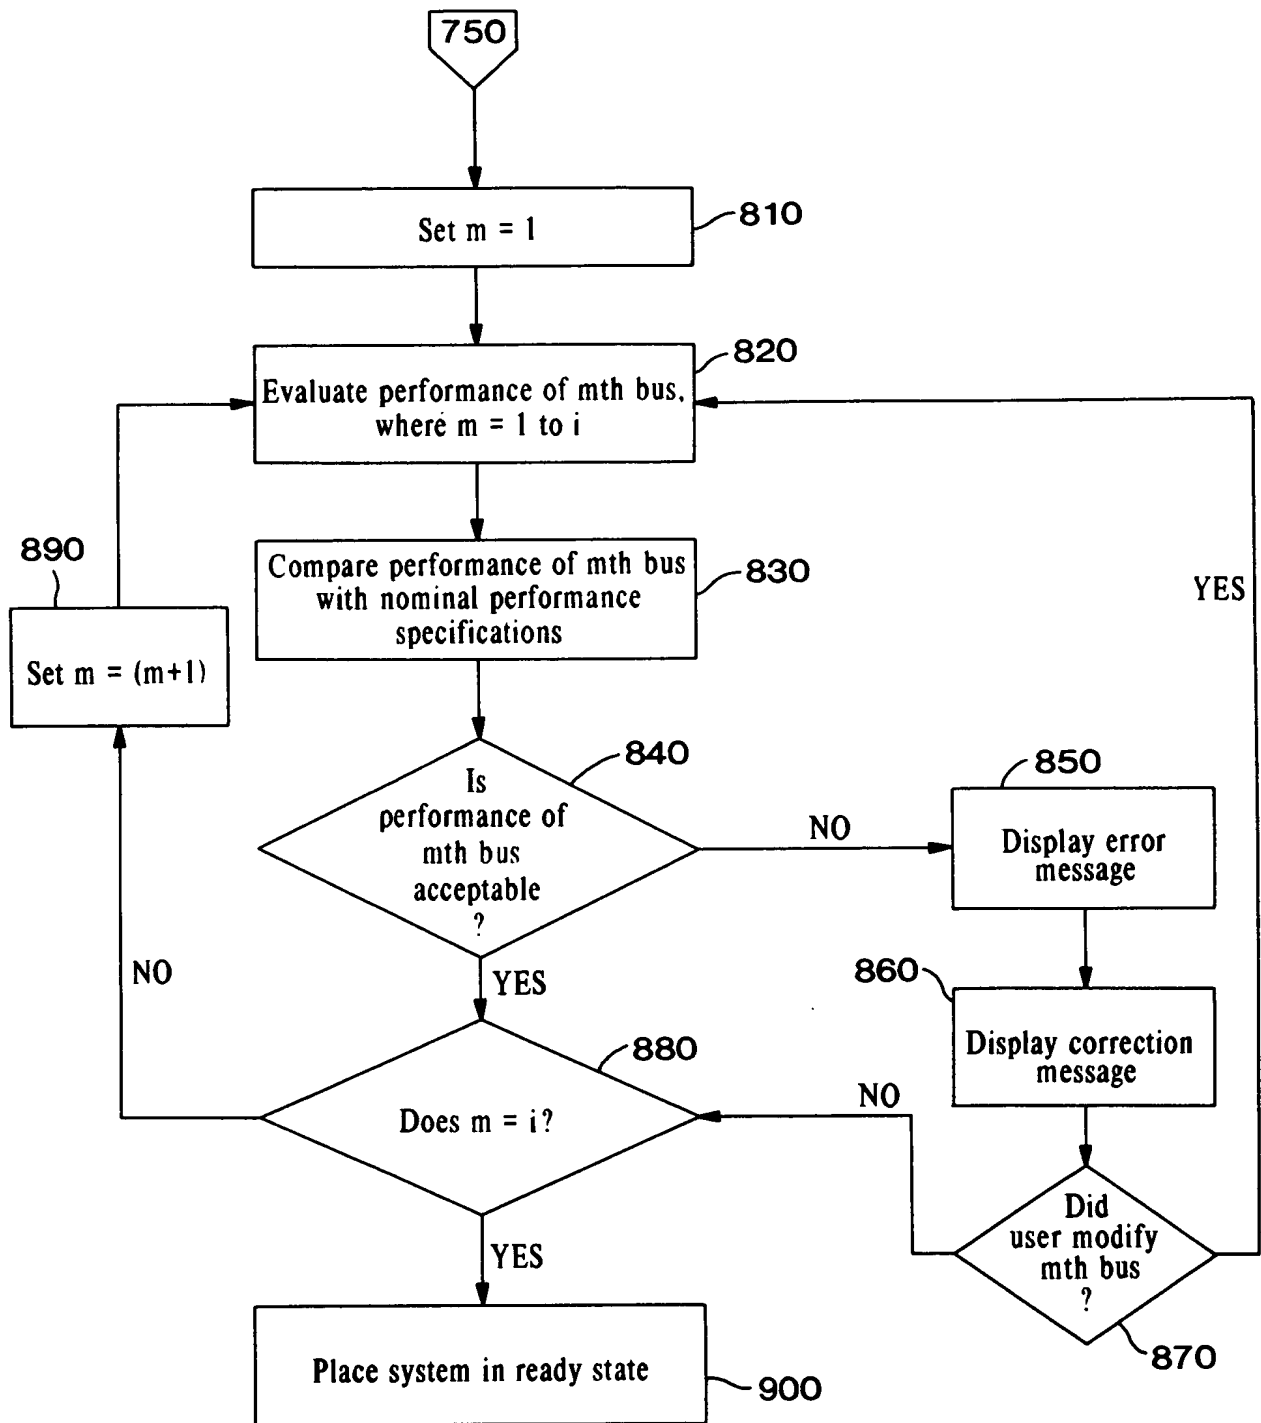 750
Set m = 1
810
820
Evaluate performance of mth bus,
where m = 1 to i
890
Compare performance of mth bus
with nominal performance
specifications
830
YES
Set m = (m+1)
840
Is
performance of
mth bus
acceptable
?
NO
850
Display error
message
NO
YES
860
Display correction
message
880
Does m = i?
NO
Did
user modify
mth bus
?
870
YES
Place system in ready state
900